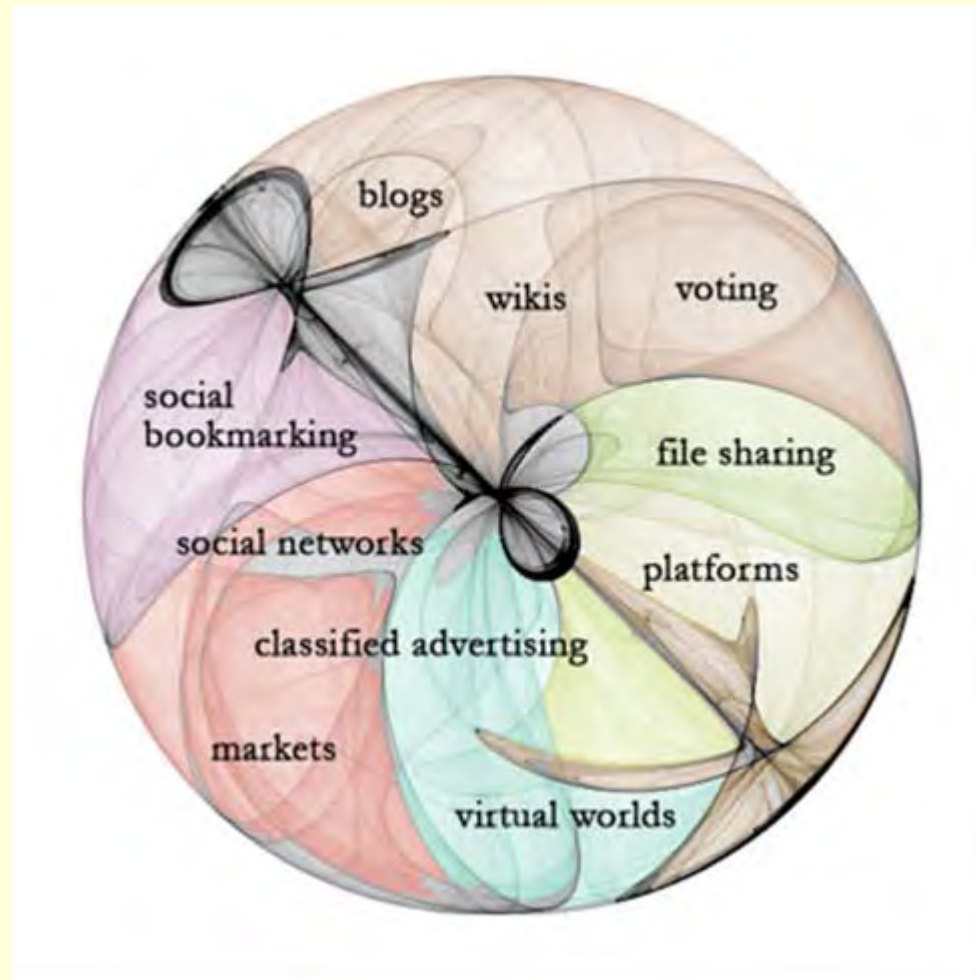 blogs
wikis
voting
social
bookmarking
file sharing
social networks
platforms
classified advertising
markets
virtual worlds